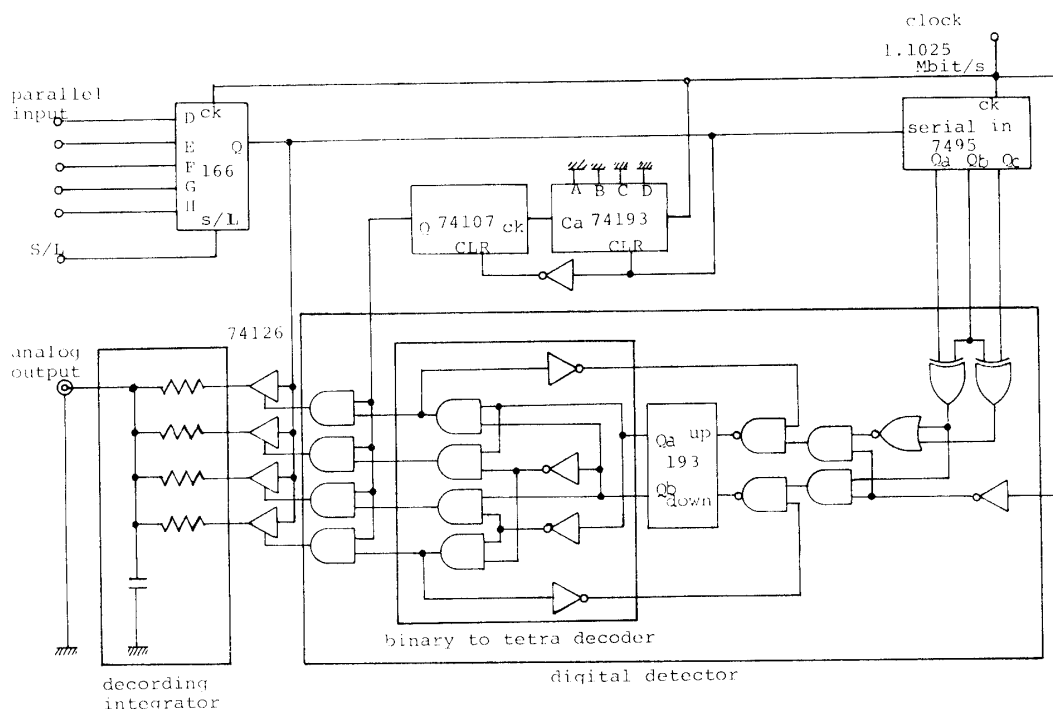 clock
1.1025
Mbit/s
parallel
input
D
ck
E
Q
F
166
G
H
s/L
S/L
ck
serial in
7495
Qa
Qb
Qc
A
B
C
D
Q
74107
ck
CLR
Ca
74193
CLR
74126
analog
output
Qa
up
193
Qb
down
binary to tetra decoder
digital detector
decording
integrator